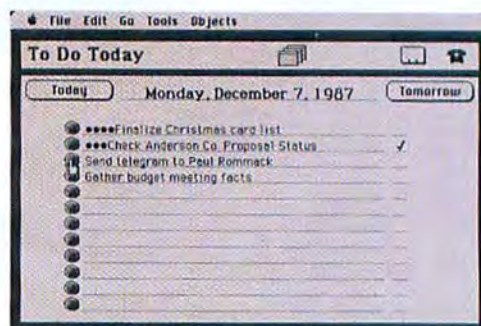 File Edit Go Tools Objects
To Do Today
Today Monday, December 7, 1987 Tomorrow
••••Finalize Christmas card list
•••Check Anderson Co. Proposal Status ✓
Send telegram to Paul Rommack
Gather budget meeting facts